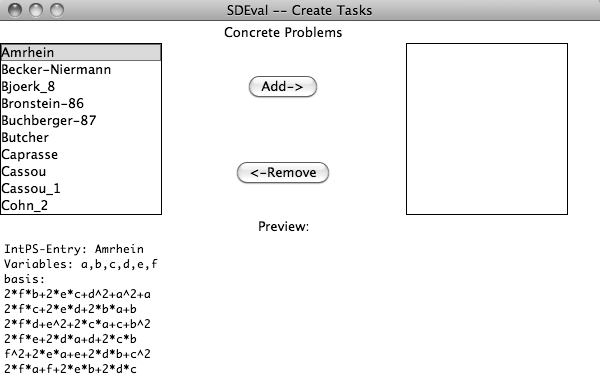 SDEval -- Create Tasks
Concrete Problems
Amrhein
Becker-Niermann
Bjoerk_8
Bronstein-86
Buchberger-87
Butcher
Caprasse
Cassou
Cassou_1
Cohn_2
Add->
<-Remove
Preview:
IntPS-Entry: Amrhein
Variables: a,b,c,d,e,f
basis:
2*f*b+2*e*c+d^2+a^2+a
2*f*c+2*e*d+2*b*a+b
2*f*d+e^2+2*c*a+c+b^2
2*f*e+2*d*a+d+2*c*b
f^2+2*e*a+e+2*d*b+c^2
2*f*a+f+2*e*b+2*d*c